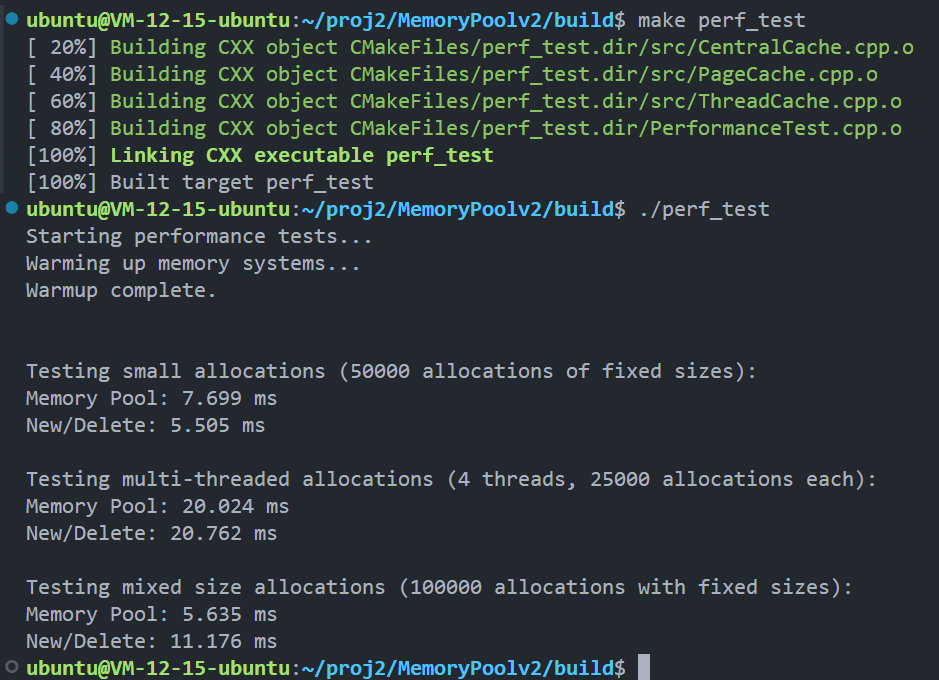 ubuntu@VM-12-15-ubuntu:~/proj2/MemoryPoolv2/build$ make perf_test
[ 20%] Building CXX object CMakeFiles/perf_test.dir/src/CentralCache.cpp.o
[ 40%] Building CXX object CMakeFiles/perf_test.dir/src/PageCache.cpp.o
[ 60%] Building CXX object CMakeFiles/perf_test.dir/src/ThreadCache.cpp.o
[ 80%] Building CXX object CMakeFiles/perf_test.dir/PerformanceTest.cpp.o
[100%] Linking CXX executable perf_test
[100%] Built target perf_test
ubuntu@VM-12-15-ubuntu:~/proj2/MemoryPoolv2/build$ ./perf_test
Starting performance tests...
Warming up memory systems...
Warmup complete.
Testing small allocations (50000 allocations of fixed sizes):
Memory Pool: 7.699 ms
New/Delete: 5.505 ms
Testing multi-threaded allocations (4 threads, 25000 allocations each):
Memory Pool: 20.024 ms
New/Delete: 20.762 ms
Testing mixed size allocations (100000 allocations with fixed sizes):
Memory Pool: 5.635 ms
New/Delete: 11.176 ms
ubuntu@VM-12-15-ubuntu:~/proj2/MemoryPoolv2/build$